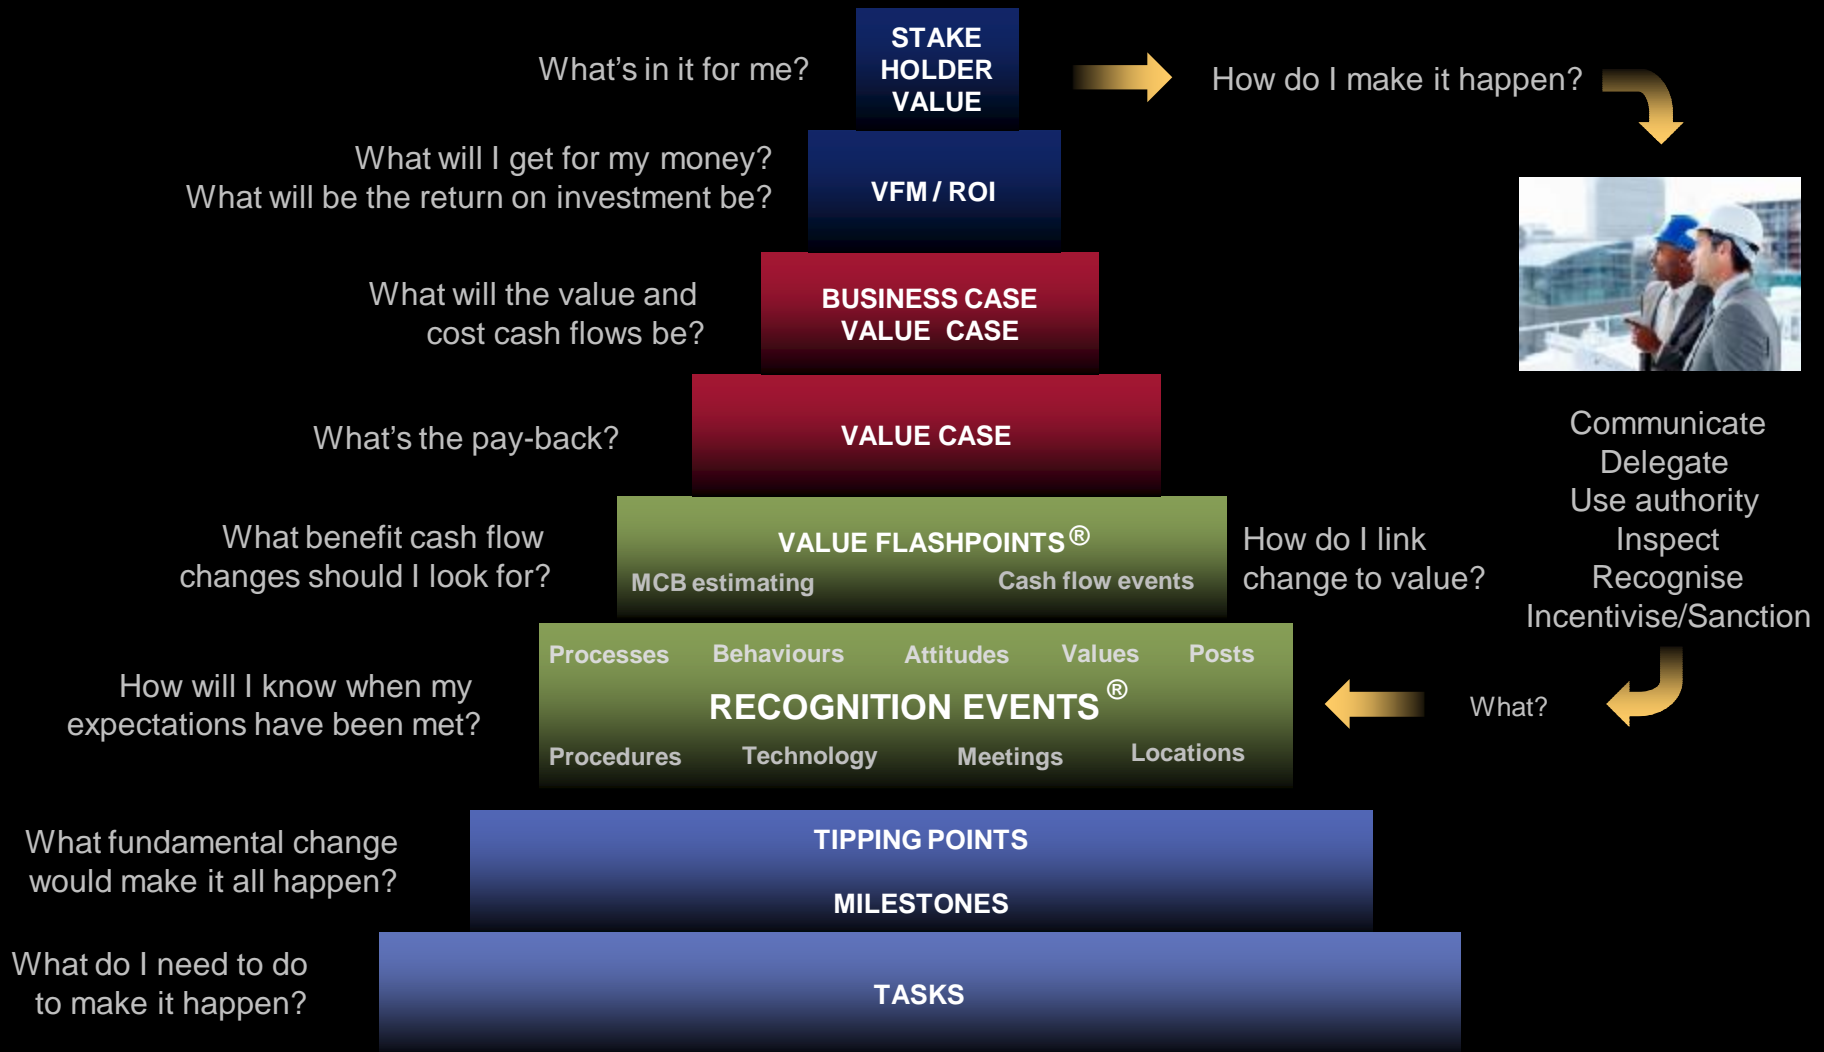 STAKE
HOLDER
VALUE
What's in it for me?
How do I make it happen?
What will I get for my money?
What will be the return on investment be?
VFM / ROI
What will the value and
cost cash flows be?
BUSINESS CASE
VALUE CASE
What's the pay-back?
VALUE CASE
Communicate
Delegate
Use authority
Inspect
Recognise
Incentivise/Sanction
What benefit cash flow
changes should I look for?
VALUE FLASHPOINTS®
MCB estimating
Cash flow events
How do I link
change to value?
How will I know when my
expectations have been met?
Processes Behaviours Attitudes Values Posts
RECOGNITION EVENTS®
Procedures Technology Meetings Locations
What?
What fundamental change
would make it all happen?
TIPPING POINTS
MILESTONES
What do I need to do
to make it happen?
TASKS